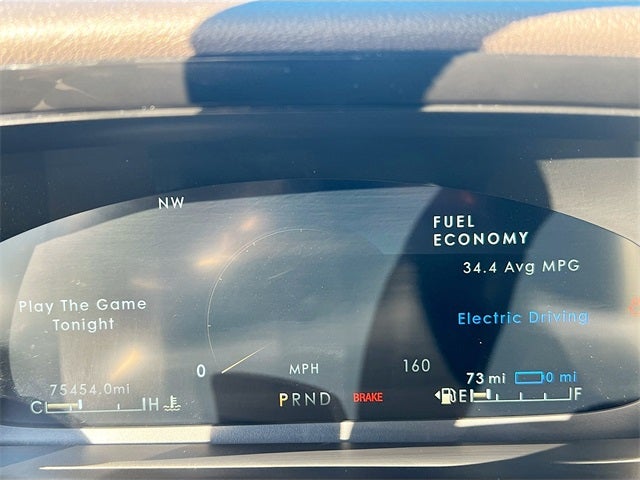 NW
FUEL
ECONOMY
34.4 Avg MPG
Play The Game
Tonight
Electric Driving
0 MPH 160
75454.0mi
73 mi 0 mi
C H
PRND BRAKE
E F